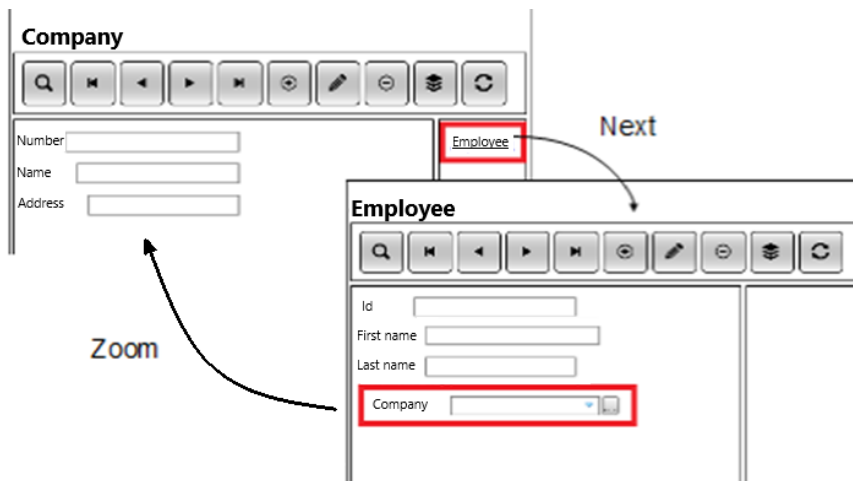 Company
Number
Employee
Next
Name
Address
Employee
Id
First name
Zoom
Last name
Company